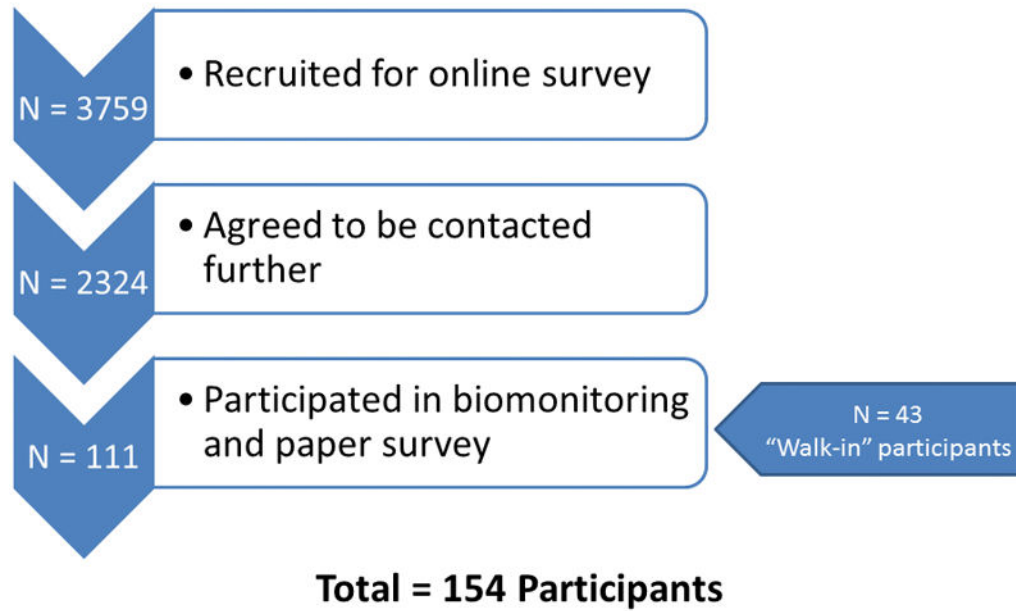 N = 3759
• Recruited for online survey
N = 2324
• Agreed to be contacted
further
N = 111
• Participated in biomonitoring
and paper survey
N = 43
“Walk-in” participants
Total = 154 Participants